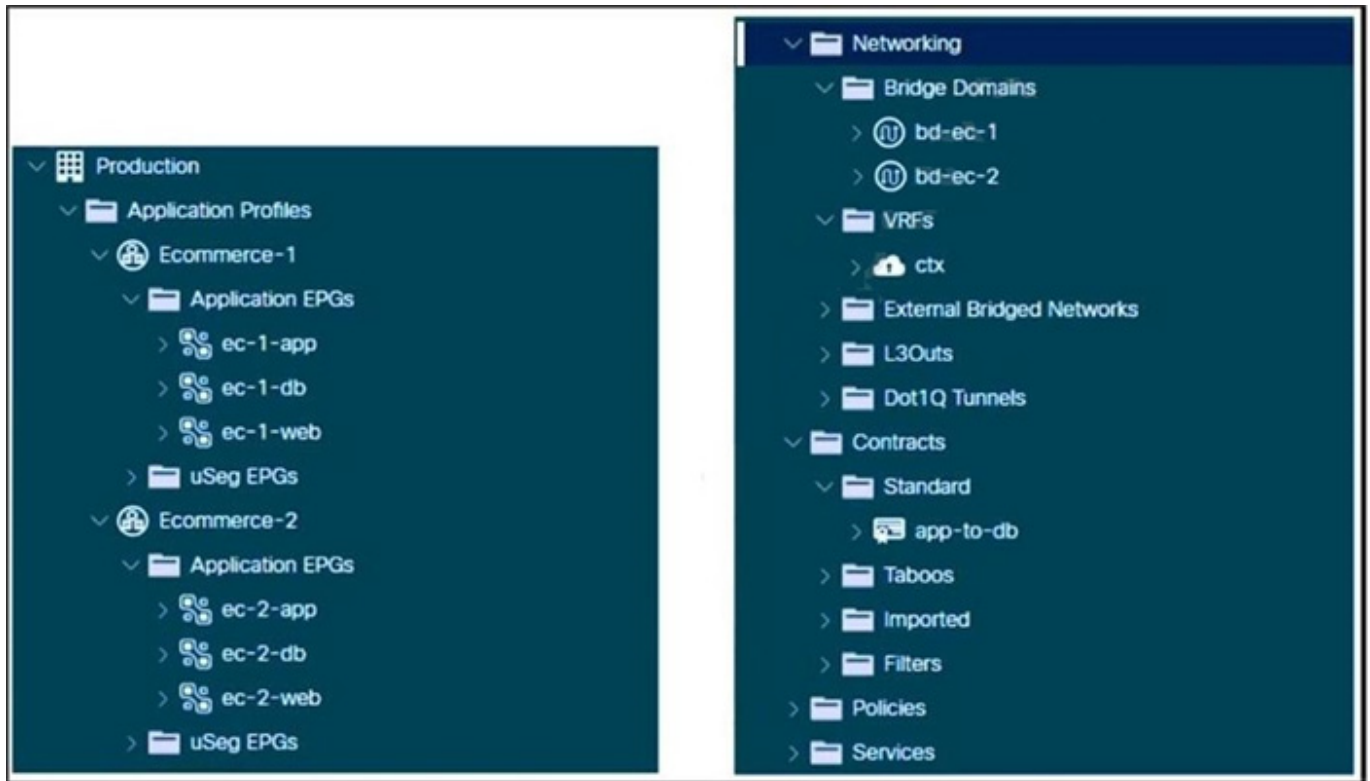 Production
Application Profiles
Ecommerce-1
Application EPGs
ec-1-app
ec-1-db
ec-1-web
uSeg EPGs
Ecommerce-2
Application EPGs
ec-2-app
ec-2-db
ec-2-web
uSeg EPGs
Networking
Bridge Domains
bd-ec-1
bd-ec-2
VRFs
ctx
External Bridged Networks
L3Outs
Dot1Q Tunnels
Contracts
Standard
app-to-db
Taboos
Imported
Filters
Policies
Services